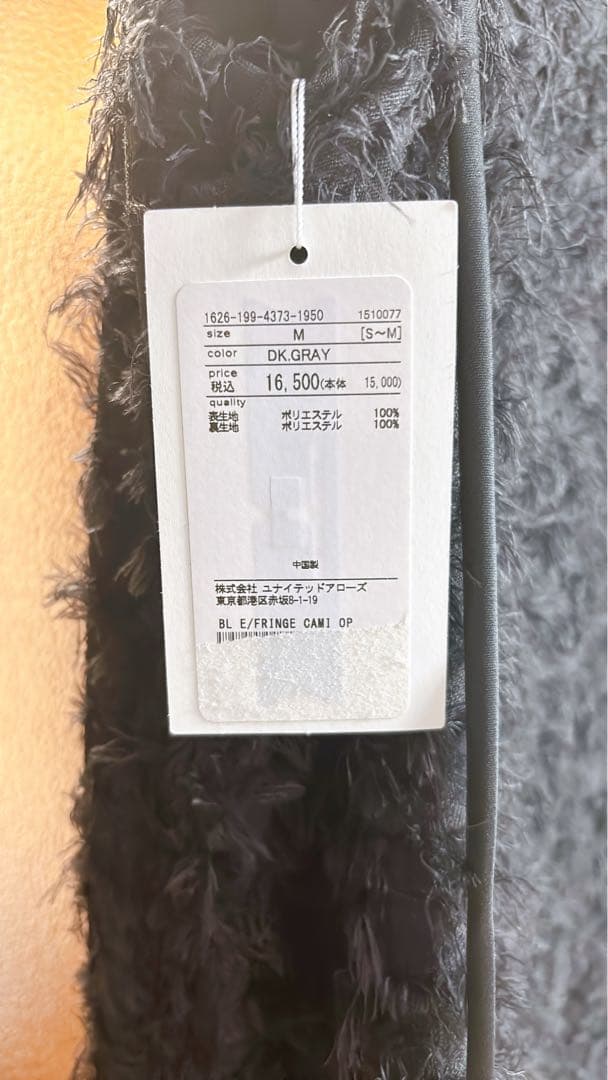 1626-199-4373-1950 1510077
size M [S~M]
color DK.GRAY
price
税込 16,500(本体 15,000)
quality
表生地 ポリエステル 100%
裏生地 ポリエステル 100%
中国製
株式会社 ユナイテッドアローズ
東京都港区赤坂8-1-19
BL E/FRINGE CAMI OP